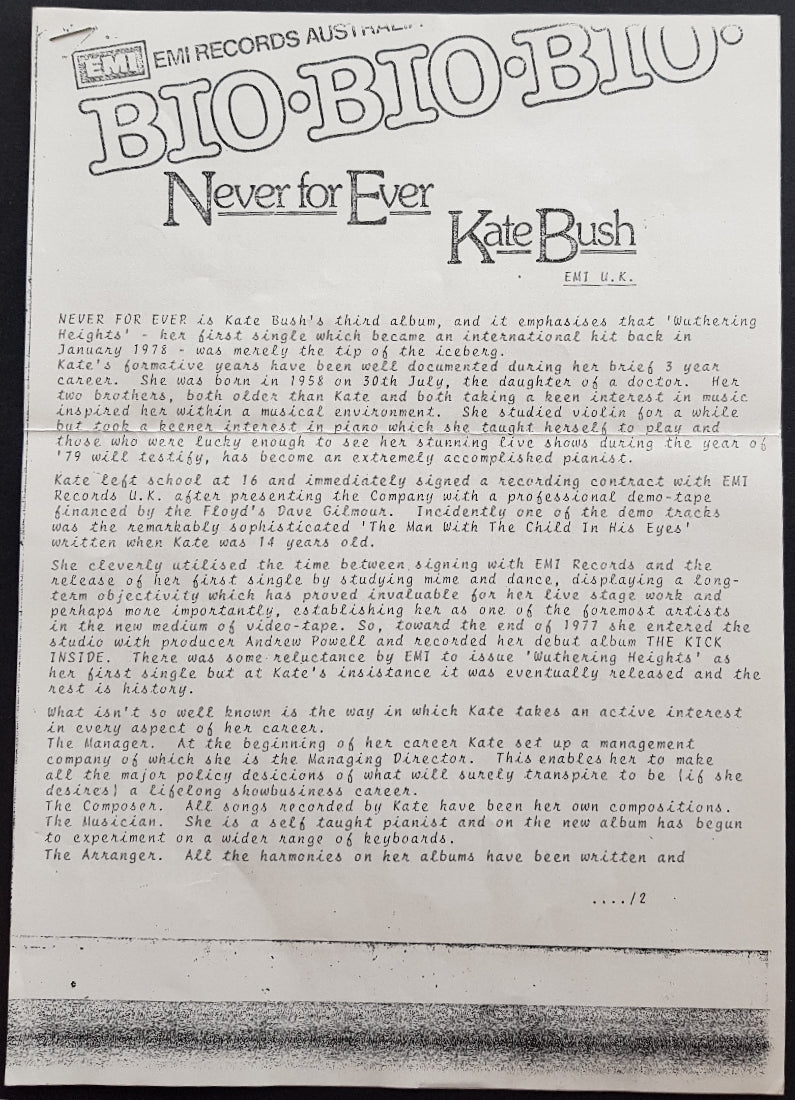 EMI EMI RECORDS
BIO·BIO·BIO·
Never for Ever
Kate Bush
EMI U.K.
NEVER FOR EVER is Kate Bush's third album, and it emphasises that 'Wuthering
Heights' - her first single which became an international hit back in
January 1978 - was merely the tip of the iceberg.
Kate's formative years have been well documented during her brief 3 year
career. She was born in 1958 on 30th July, the daughter of a doctor. Her
two brothers, both older than Kate and both taking a keen interest in music
inspired her within a musical environment. She studied violin for a while
but took a keener interest in piano which she taught herself to play and
those who were lucky enough to see her stunning live shows during the year of
'79 will testify, has become an extremely accomplished pianist.
Kate left school at 16 and immediately signed a recording contract with EMI
Records U.K. after presenting the Company with a professional demo-tape
financed by the Floyd's Dave Gilmour. Incidently one of the demo tracks
was the remarkably sophisticated 'The Man With The Child In His Eyes'
written when Kate was 14 years old.
She cleverly utilised the time between signing with EMI Records and the
release of her first single by studying mime and dance, displaying a long-
term objectivity which has proved invaluable for her live stage work and
perhaps more importantly, establishing her as one of the foremost artists
in the new medium of video-tape. So, toward the end of 1977 she entered the
studio with producer Andrew Powell and recorded her debut album THE KICK
INSIDE. There was some reluctance by EMI to issue 'Wuthering Heights' as
her first single but at Kate's insistance it was eventually released and the
rest is history.
What isn't so well known is the way in which Kate takes an active interest
in every aspect of her career.
The Manager. At the beginning of her career Kate set up a management
company of which she is the Managing Director. This enables her to make
all the major policy desicions of what will surely transpire to be (if she
desires) a lifelong showbusiness career.
The Composer. All songs recorded by Kate have been her own compositions.
The Musician. She is a self taught pianist and on the new album has begun
to experiment on a wider range of keyboards.
The Arranger. All the harmonies on her albums have been written and
..../2